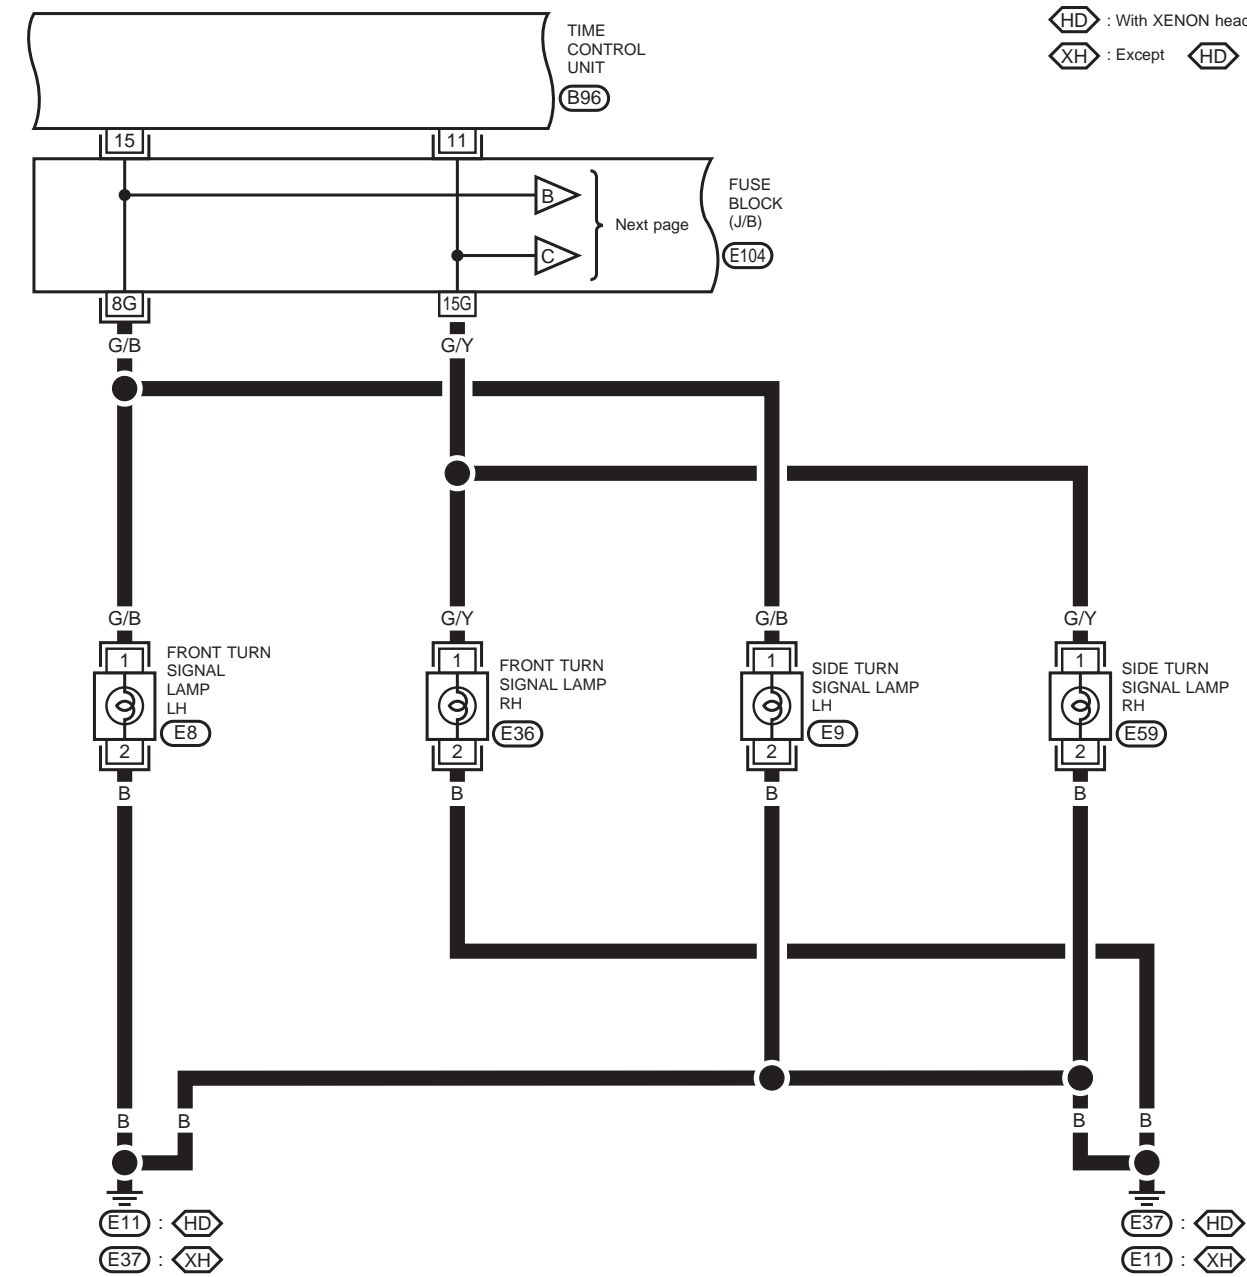 HD : With XENON head
XH : Except HD
TIME
CONTROL
UNIT
B96
15 11
B
C
Next page
FUSE
BLOCK
(J/B)
E104
8G 15G
G/B G/Y
G/B G/Y G/B G/Y
1 1 1 1
FRONT TURN
SIGNAL
LAMP
LH
E8
FRONT TURN
SIGNAL LAMP
RH
E36
SIDE TURN
SIGNAL LAMP
LH
E9
SIDE TURN
SIGNAL LAMP
RH
E59
2 2 2 2
B B B B
B B B B
E11 : HD
E37 : XH
E37 : HD
E11 : XH